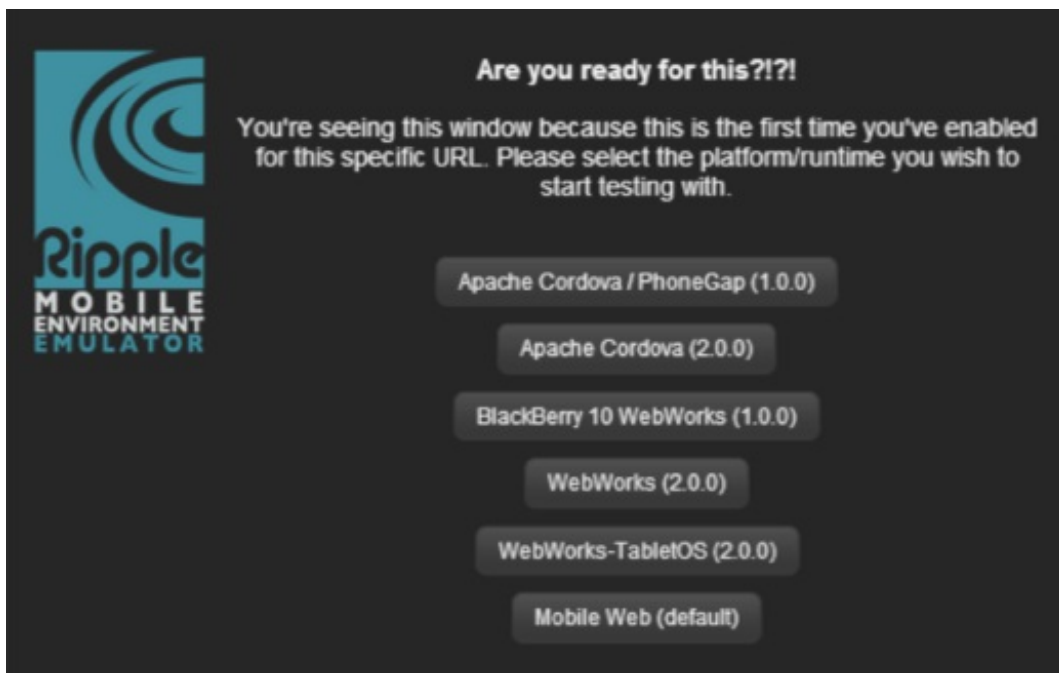 Ripple
MOBILE
ENVIRONMENT
EMULATOR
Are you ready for this?!?!
You're seeing this window because this is the first time you've enabled
for this specific URL. Please select the platform/runtime you wish to
start testing with.
Apache Cordova / PhoneGap (1.0.0)
Apache Cordova (2.0.0)
BlackBerry 10 WebWorks (1.0.0)
WebWorks (2.0.0)
WebWorks-TabletOS (2.0.0)
Mobile Web (default)